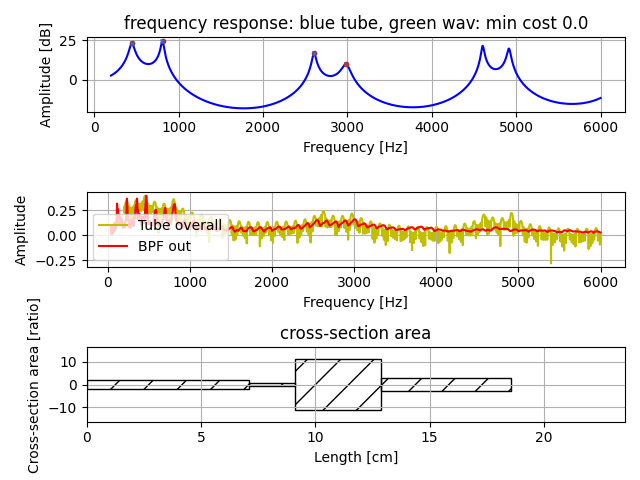 frequency response: blue tube, green wav: min cost 0.0
Amplitude [dB]
25
0
0 1000 2000 3000 4000 5000 6000
Frequency [Hz]
Amplitude
0.25
0.00
−0.25
Tube overall
BPF out
0 1000 2000 3000 4000 5000 6000
Frequency [Hz]
cross-section area
Cross-section area [ratio]
10
0
−10
0 5 10 15 20
Length [cm]